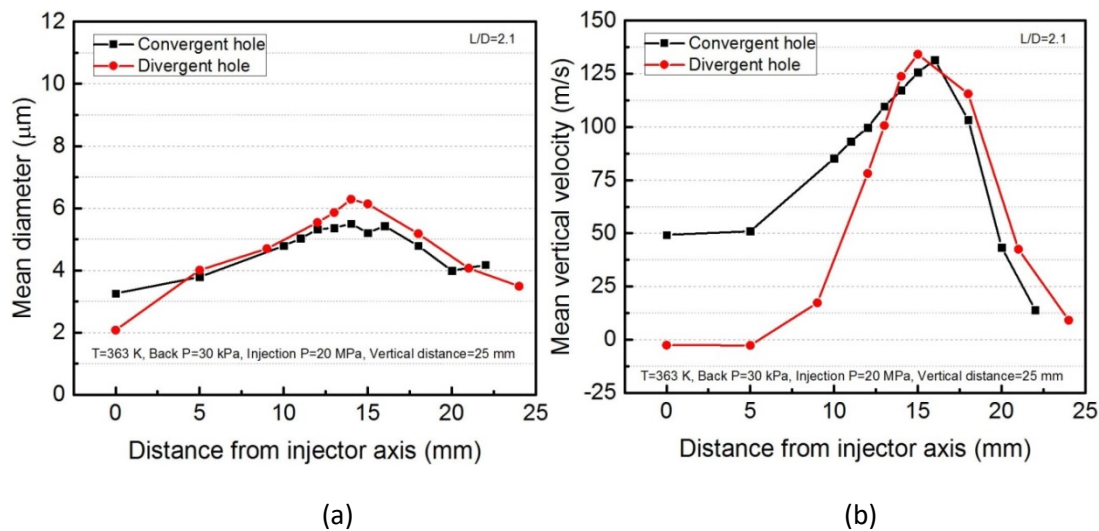 12
10
8
6
4
2
0
Mean diameter (μm)
L/D=2.1
Convergent hole
Divergent hole
T=363 K, Back P=30 kPa, Injection P=20 MPa, Vertical distance=25 mm
0 5 10 15 20 25
Distance from injector axis (mm)
(a)
150
125
100
75
50
25
0
-25
Mean vertical velocity (m/s)
L/D=2.1
Convergent hole
Divergent hole
T=363 K, Back P=30 kPa, Injection P=20 MPa, Vertical distance=25 mm
0 5 10 15 20 25
Distance from injector axis (mm)
(b)